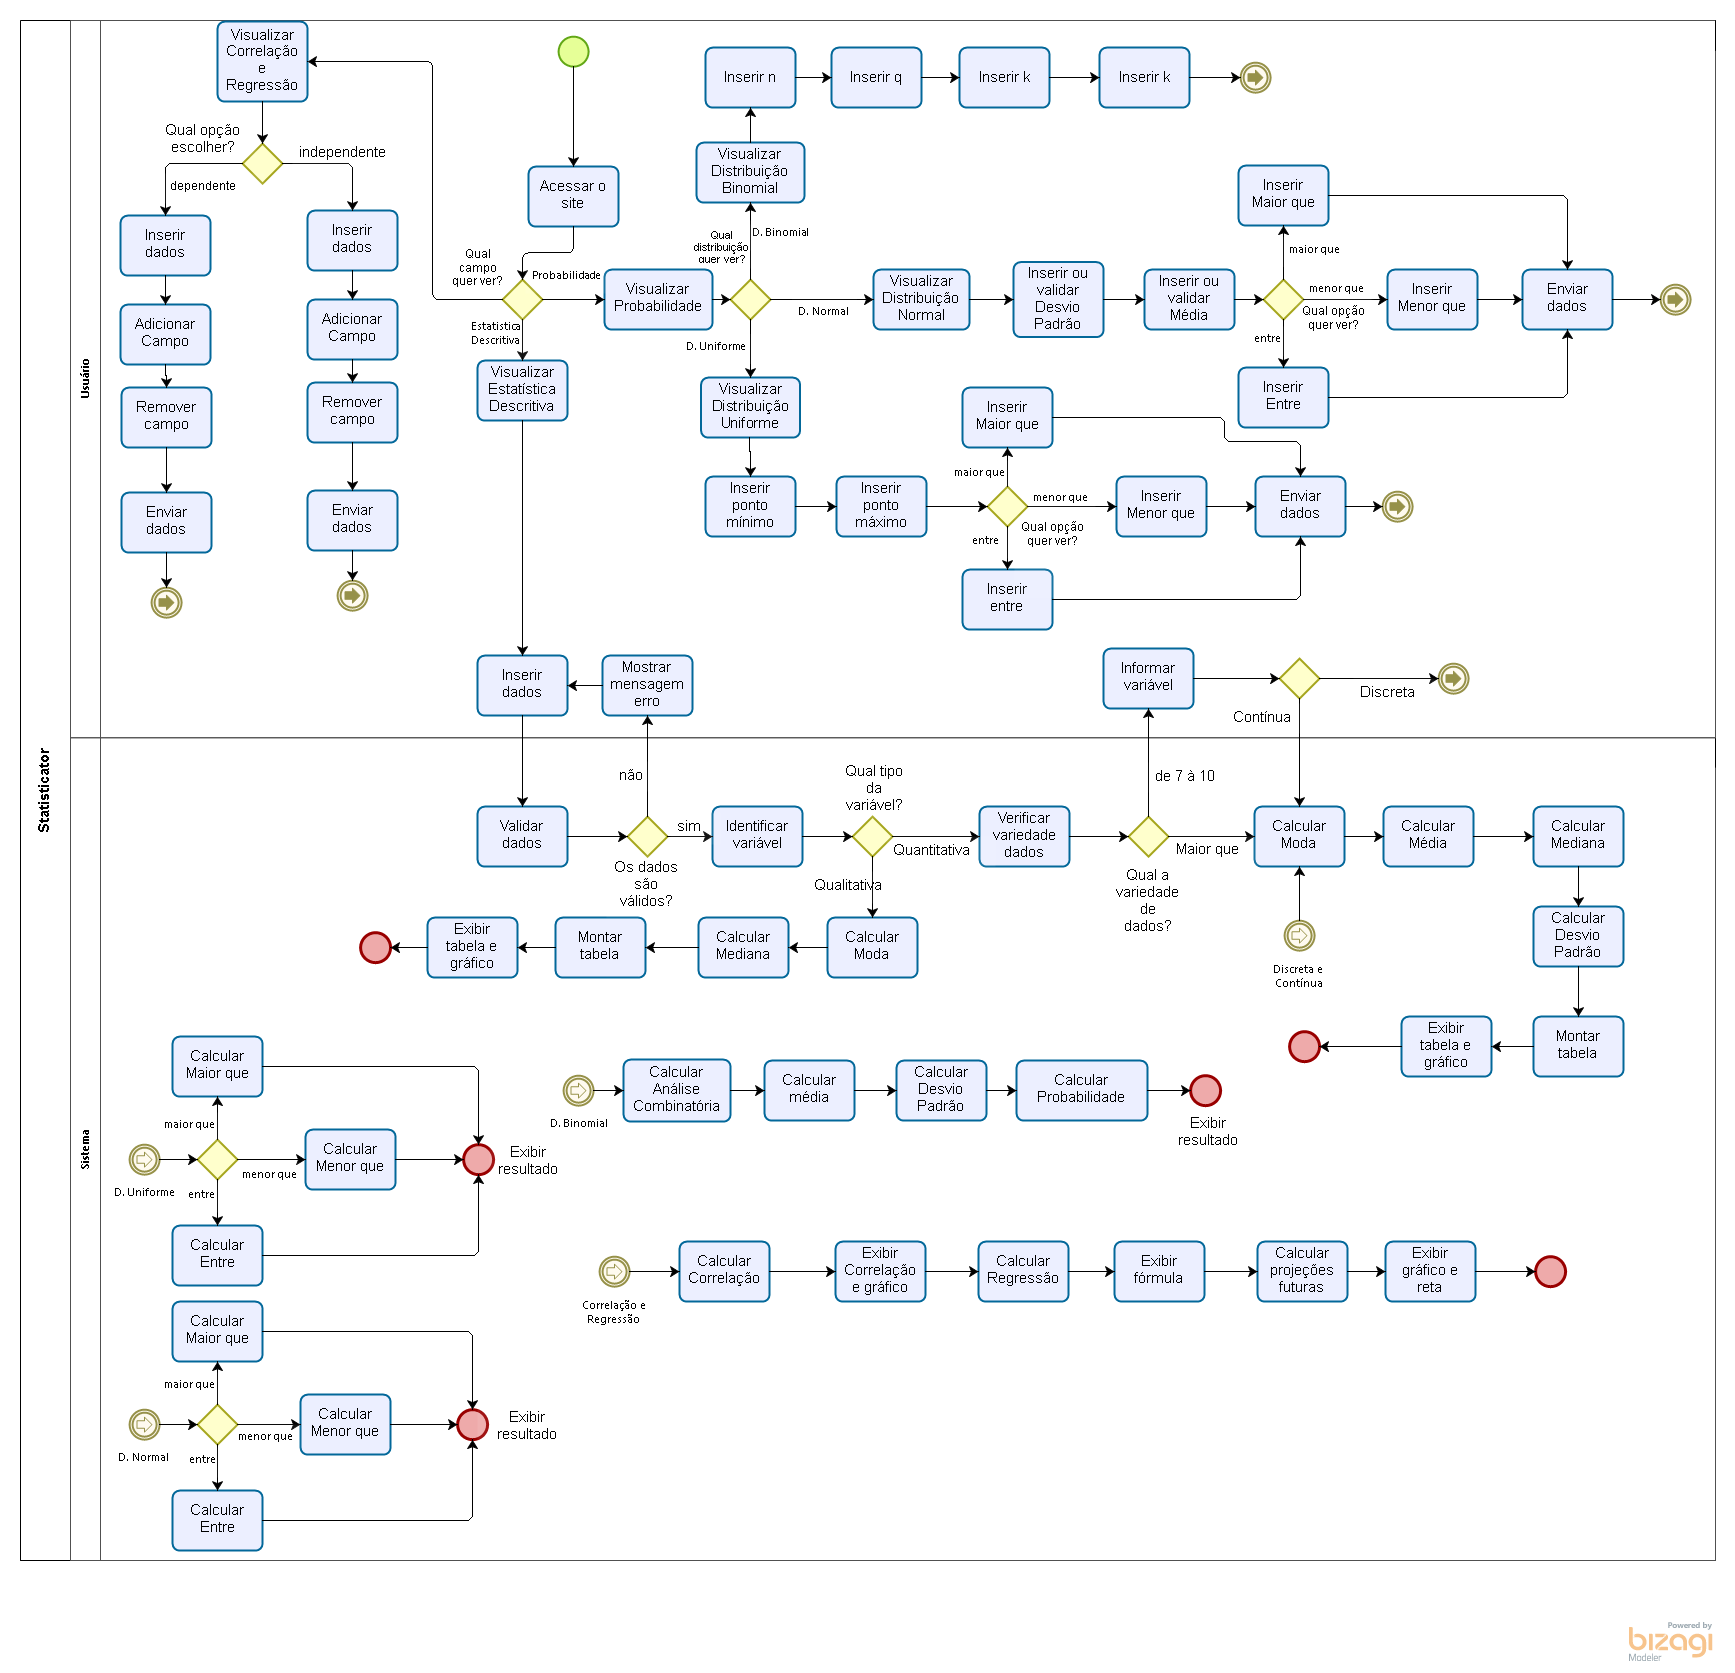 Statisticator
Usuário
Visualizar
Correlação
e
Regressão
Qual opção
escolher?
independente
dependente
Inserir
dados
Adicionar
Campo
Remover
campo
Enviar
dados
Inserir
dados
Adicionar
Campo
Remover
campo
Enviar
dados
Acessar o
site
Qual
campo
quer ver?
Probabilidade
Estatistica
Descritiva
Visualizar
Probabilidade
Visualizar
Estatística
Descritiva
Qual
distribuição
quer ver?
D. Binomial
D. Normal
D. Uniforme
Visualizar
Distribuição
Binomial
Inserir n
Inserir q
Inserir k
Inserir k
Visualizar
Distribuição
Normal
Inserir ou
validar
Desvio
Padrão
Inserir ou
validar
Média
maior que
menor que
Qual opção
quer ver?
entre
Inserir
Maior que
Inserir
Menor que
Inserir
Entre
Enviar
dados
Visualizar
Distribuição
Uniforme
Inserir
ponto
mínimo
Inserir
ponto
máximo
maior que
menor que
Qual opção
quer ver?
entre
Inserir
Maior que
Inserir
Menor que
Inserir
entre
Enviar
dados
Inserir
dados
Mostrar
mensagem
erro
Informar
variável
Discreta
Contínua
Sistema
não
sim
Validar
dados
Os dados
são
válidos?
Identificar
variável
Qual tipo
da
variável?
Quantitativa
Qualitativa
Verificar
variedade
dados
de 7 à 10
Maior que
Qual a
variedade
de
dados?
Calcular
Moda
Calcular
Média
Calcular
Mediana
Calcular
Desvio
Padrão
Montar
tabela
Exibir
tabela e
gráfico
Discreta e
Contínua
Calcular
Moda
Calcular
Mediana
Montar
tabela
Exibir
tabela e
gráfico
D. Uniforme
maior que
menor que
entre
Calcular
Maior que
Calcular
Menor que
Calcular
Entre
Exibir
resultado
D. Binomial
Calcular
Análise
Combinatória
Calcular
média
Calcular
Desvio
Padrão
Calcular
Probabilidade
Exibir
resultado
Correlação e
Regressão
Calcular
Correlação
Exibir
Correlação
e gráfico
Calcular
Regressão
Exibir
fórmula
Calcular
projeções
futuras
Exibir
gráfico e
reta
D. Normal
maior que
menor que
entre
Calcular
Maior que
Calcular
Menor que
Calcular
Entre
Exibir
resultado
Powered by
bizagi
Modeler